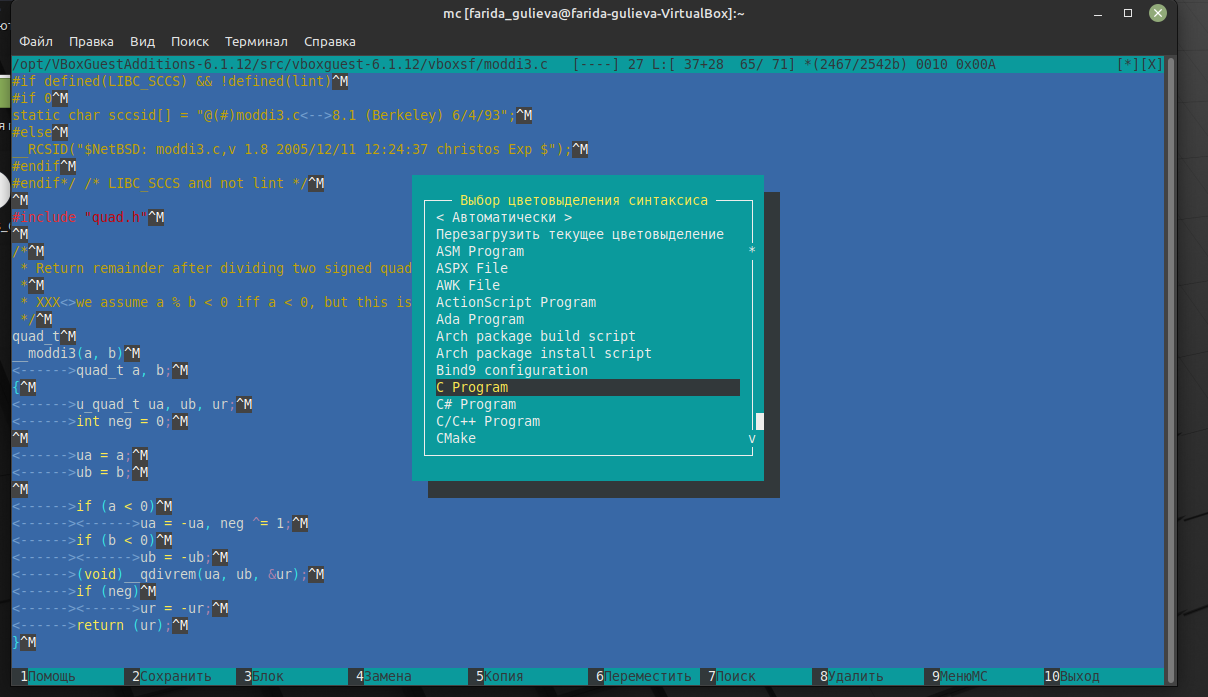 mc [farida_gulieva@farida-gulieva-VirtualBox]:~
Файл Правка Вид Поиск Терминал Справка
/opt/VBoxGuestAdditions-6.1.12/src/vboxguest-6.1.12/vboxsf/moddi3.c [----] 27 L:[ 37+28 65/ 71] *(2467/2542b) 0010 0x00A [*][X]
#if defined(LIBC_SCCS) && !defined(lint)^M
#if 0^M
static char sccsid[] = "@(#)moddi3.c<-->8.1 (Berkeley) 6/4/93";^M
#else^M
__RCSID("$NetBSD: moddi3.c,v 1.8 2005/12/11 12:24:37 christos Exp $");^M
#endif^M
#endif*/ /* LIBC_SCCS and not lint */^M
^M
#include "quad.h"^M
^M
/*^M
* Return remainder after dividing two signed quad
*^M
* XXX<>we assume a % b < 0 iff a < 0, but this is
*/^M
quad_t^M
__moddi3(a, b)^M
<------>quad_t a, b;^M
{^M
<------>u_quad_t ua, ub, ur;^M
<------>int neg = 0;^M
^M
<------>ua = a;^M
<------>ub = b;^M
^M
<------>if (a < 0)^M
<------><------>ua = -ua, neg ^= 1;^M
<------>if (b < 0)^M
<------><------>ub = -ub;^M
<------>(void)__qdivrem(ua, ub, &ur);^M
<------>if (neg)^M
<------><------>ur = -ur;^M
<------>return (ur);^M
}^M
Выбор цветовыделения синтаксиса
< Автоматически >
Перезагрузить текущее цветовыделение
ASM Program *
ASPX File
AWK File
ActionScript Program
Ada Program
Arch package build script
Arch package install script
Bind9 configuration
C Program
C# Program
C/C++ Program
CMake v
1Помощь 2Сохранить 3Блок 4Замена 5Копия 6Переместить 7Поиск 8Удалить 9МенюMC 10Выход